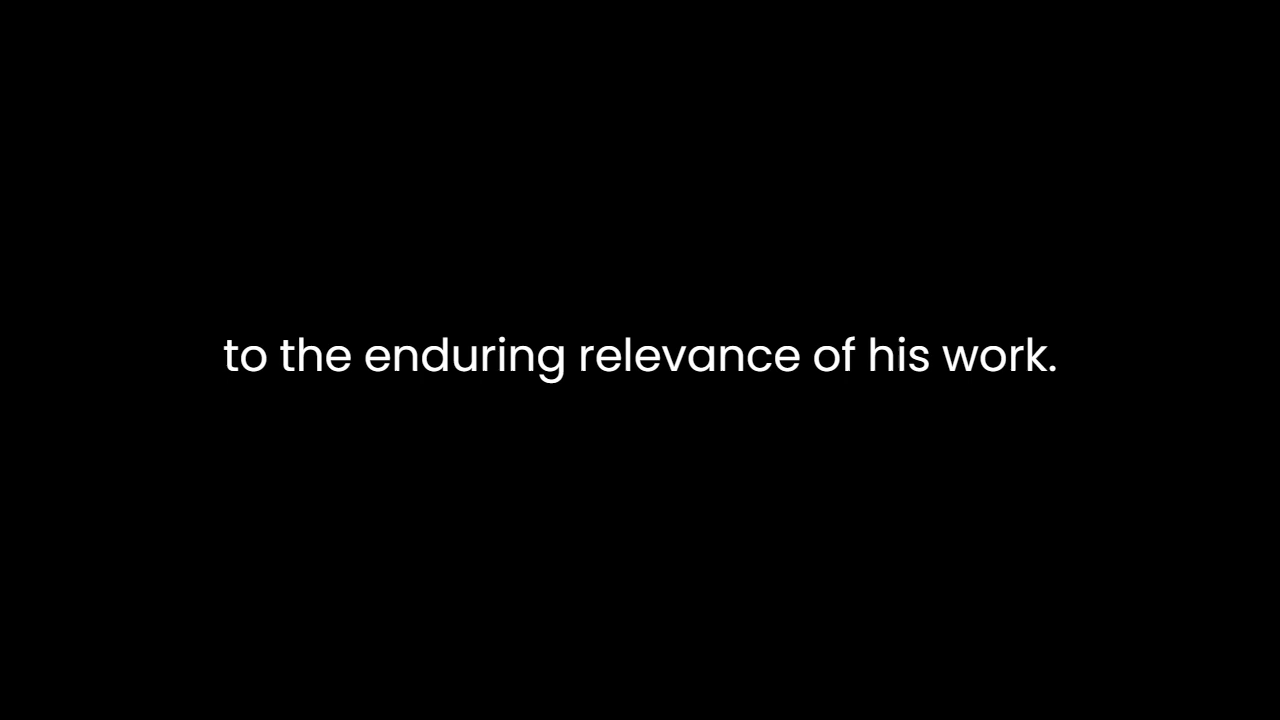 to the enduring relevance of his work.